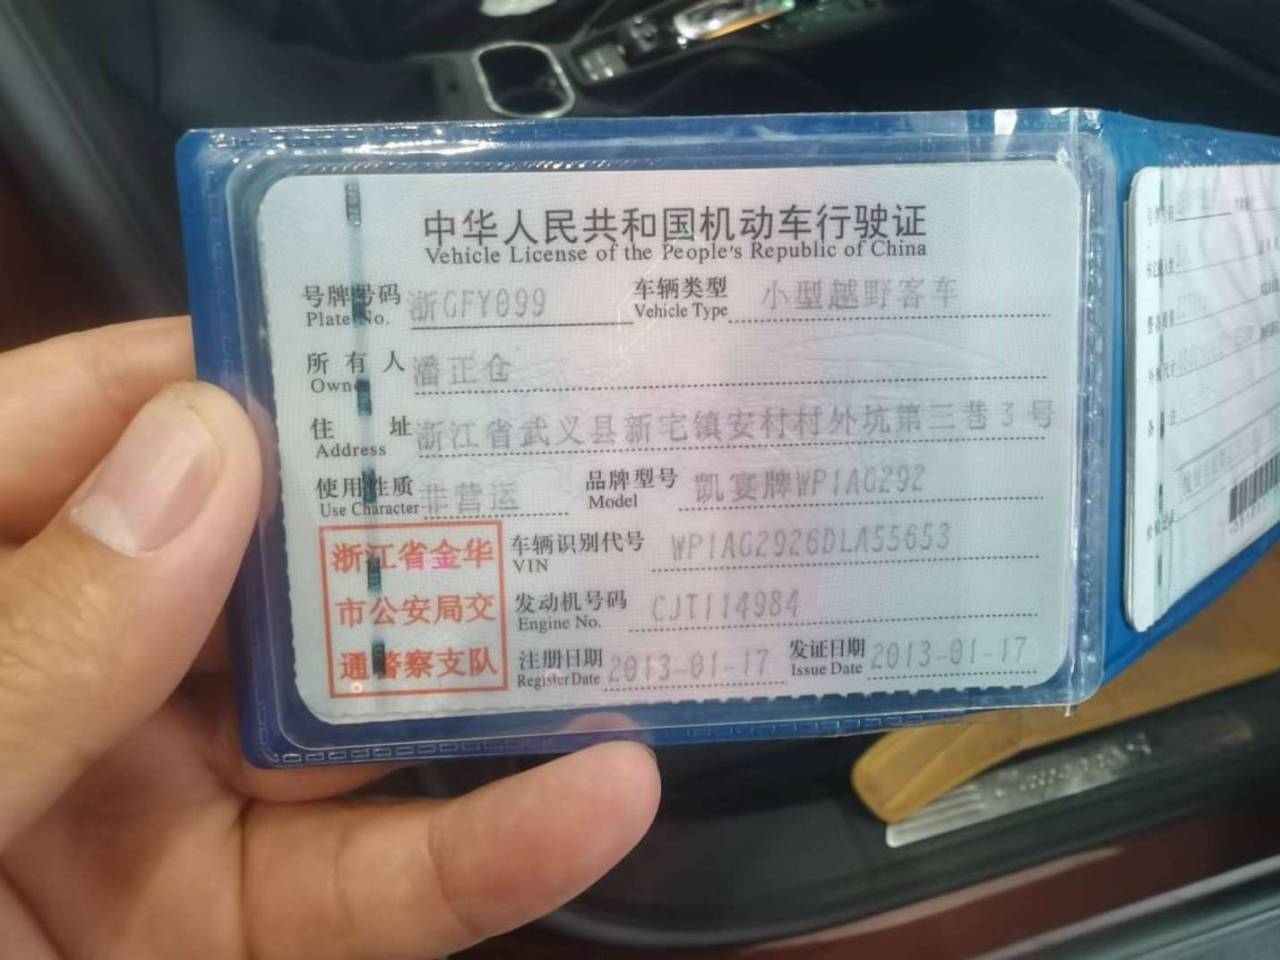 中华人民共和国机动车行驶证
Vehicle License of the People's Republic of China
号牌号码 浙GFY099 车辆类型 小型越野客车
Plate No. Vehicle Type
所有人 潘正仓
Owner
住址 浙江省武义县新宅镇安村村外坑第三巷3号
Address
使用性质 非营运 品牌型号 凯宴牌WP1AG292
Use Character Model
浙江省金华
市公安局交
通警察支队
车辆识别代号 WP1AG2926DLA55653
VIN
发动机号码 CJT114984
Engine No.
注册日期 2013-01-17 发证日期 2013-01-17
Register Date Issue Date